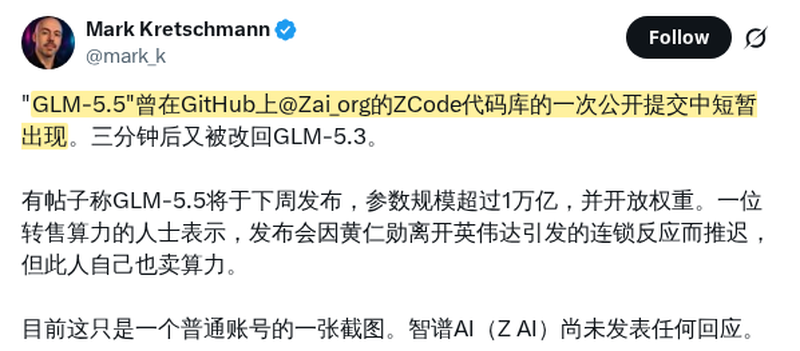 Mark Kretschmann
@mark_k
Follow
"GLM-5.5"曾在GitHub上@Zai_org的ZCode代码库的一次公开提交中短暂
出现。三分钟后又被改回GLM-5.3。
有帖子称GLM-5.5将于下周发布，参数规模超过1万亿，并开放权重。一位
转售算力的人士表示，发布会因黄仁勋离开英伟达引发的连锁反应而推迟，
但此人自己也卖算力。
目前这只是一个普通账号的一张截图。智谱AI（Z AI）尚未发表任何回应。